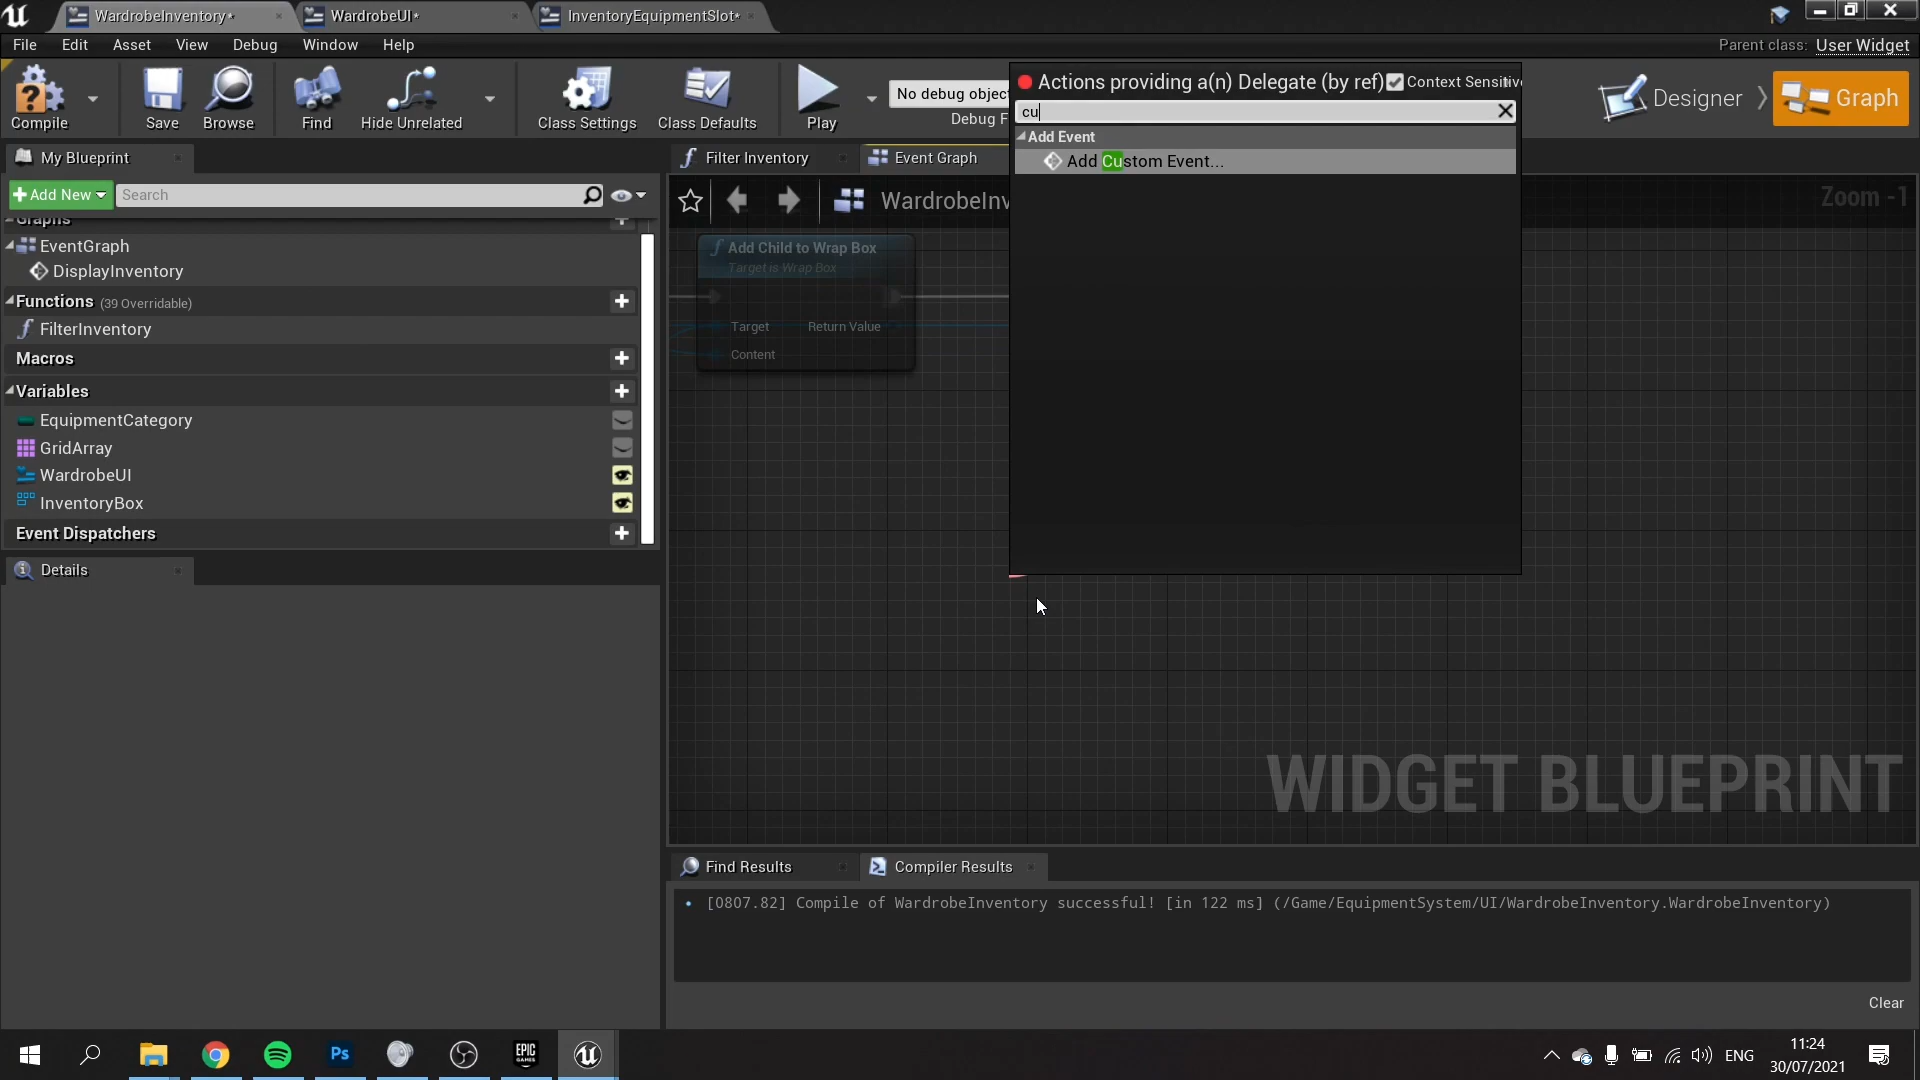 WardrobeInventory*
WardrobeUI*
InventoryEquipmentSlot*
File Edit Asset View Debug Window Help
Parent class: User Widget
Compile
Save
Browse
Find
Hide Unrelated
Class Settings
Class Defaults
Play
No debug objec
Debug F
Designer
Graph
Actions providing a(n) Delegate (by ref)
Context Sensitive
cu
Add Event
Add Custom Event...
My Blueprint
Add New
Search
Graphs
EventGraph
DisplayInventory
Functions (39 Overridable)
FilterInventory
Macros
Variables
EquipmentCategory
GridArray
WardrobeUI
InventoryBox
Event Dispatchers
Details
Filter Inventory
Event Graph
WardrobeInv
Zoom -1
Add Child to Wrap Box
Target is Wrap Box
Target Return Value
Content
WIDGET BLUEPRINT
Find Results
Compiler Results
[0807.82] Compile of WardrobeInventory successful! [in 122 ms] (/Game/EquipmentSystem/UI/WardrobeInventory.WardrobeInventory)
Clear
Ps
EPIC
GAMES
ENG
11:24
30/07/2021